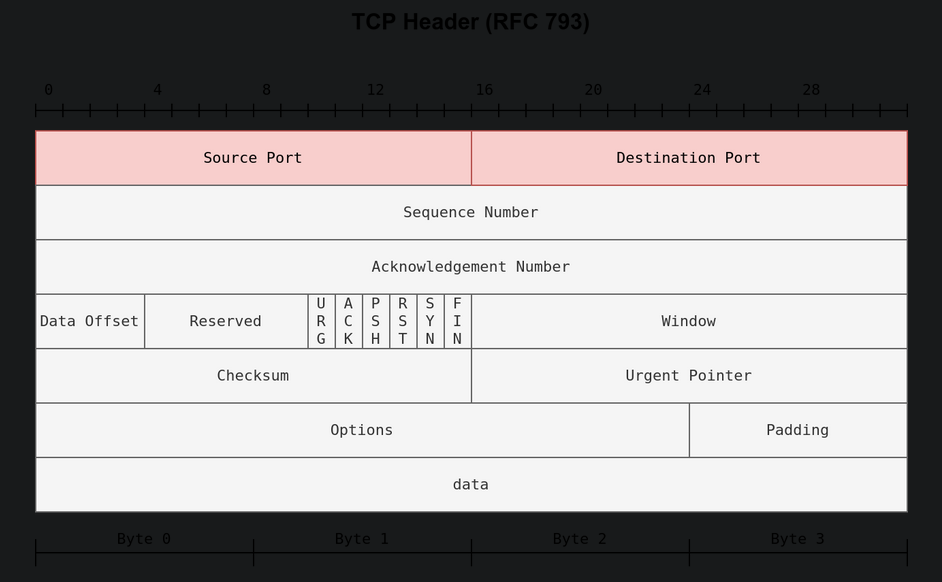 TCP Header (RFC 793)
0 4 8 12 16 20 24 28
Source Port Destination Port
Sequence Number
Acknowledgement Number
Data Offset Reserved URG ACK PSH RST SYN FIN Window
Checksum Urgent Pointer
Options Padding
data
Byte 0 Byte 1 Byte 2 Byte 3